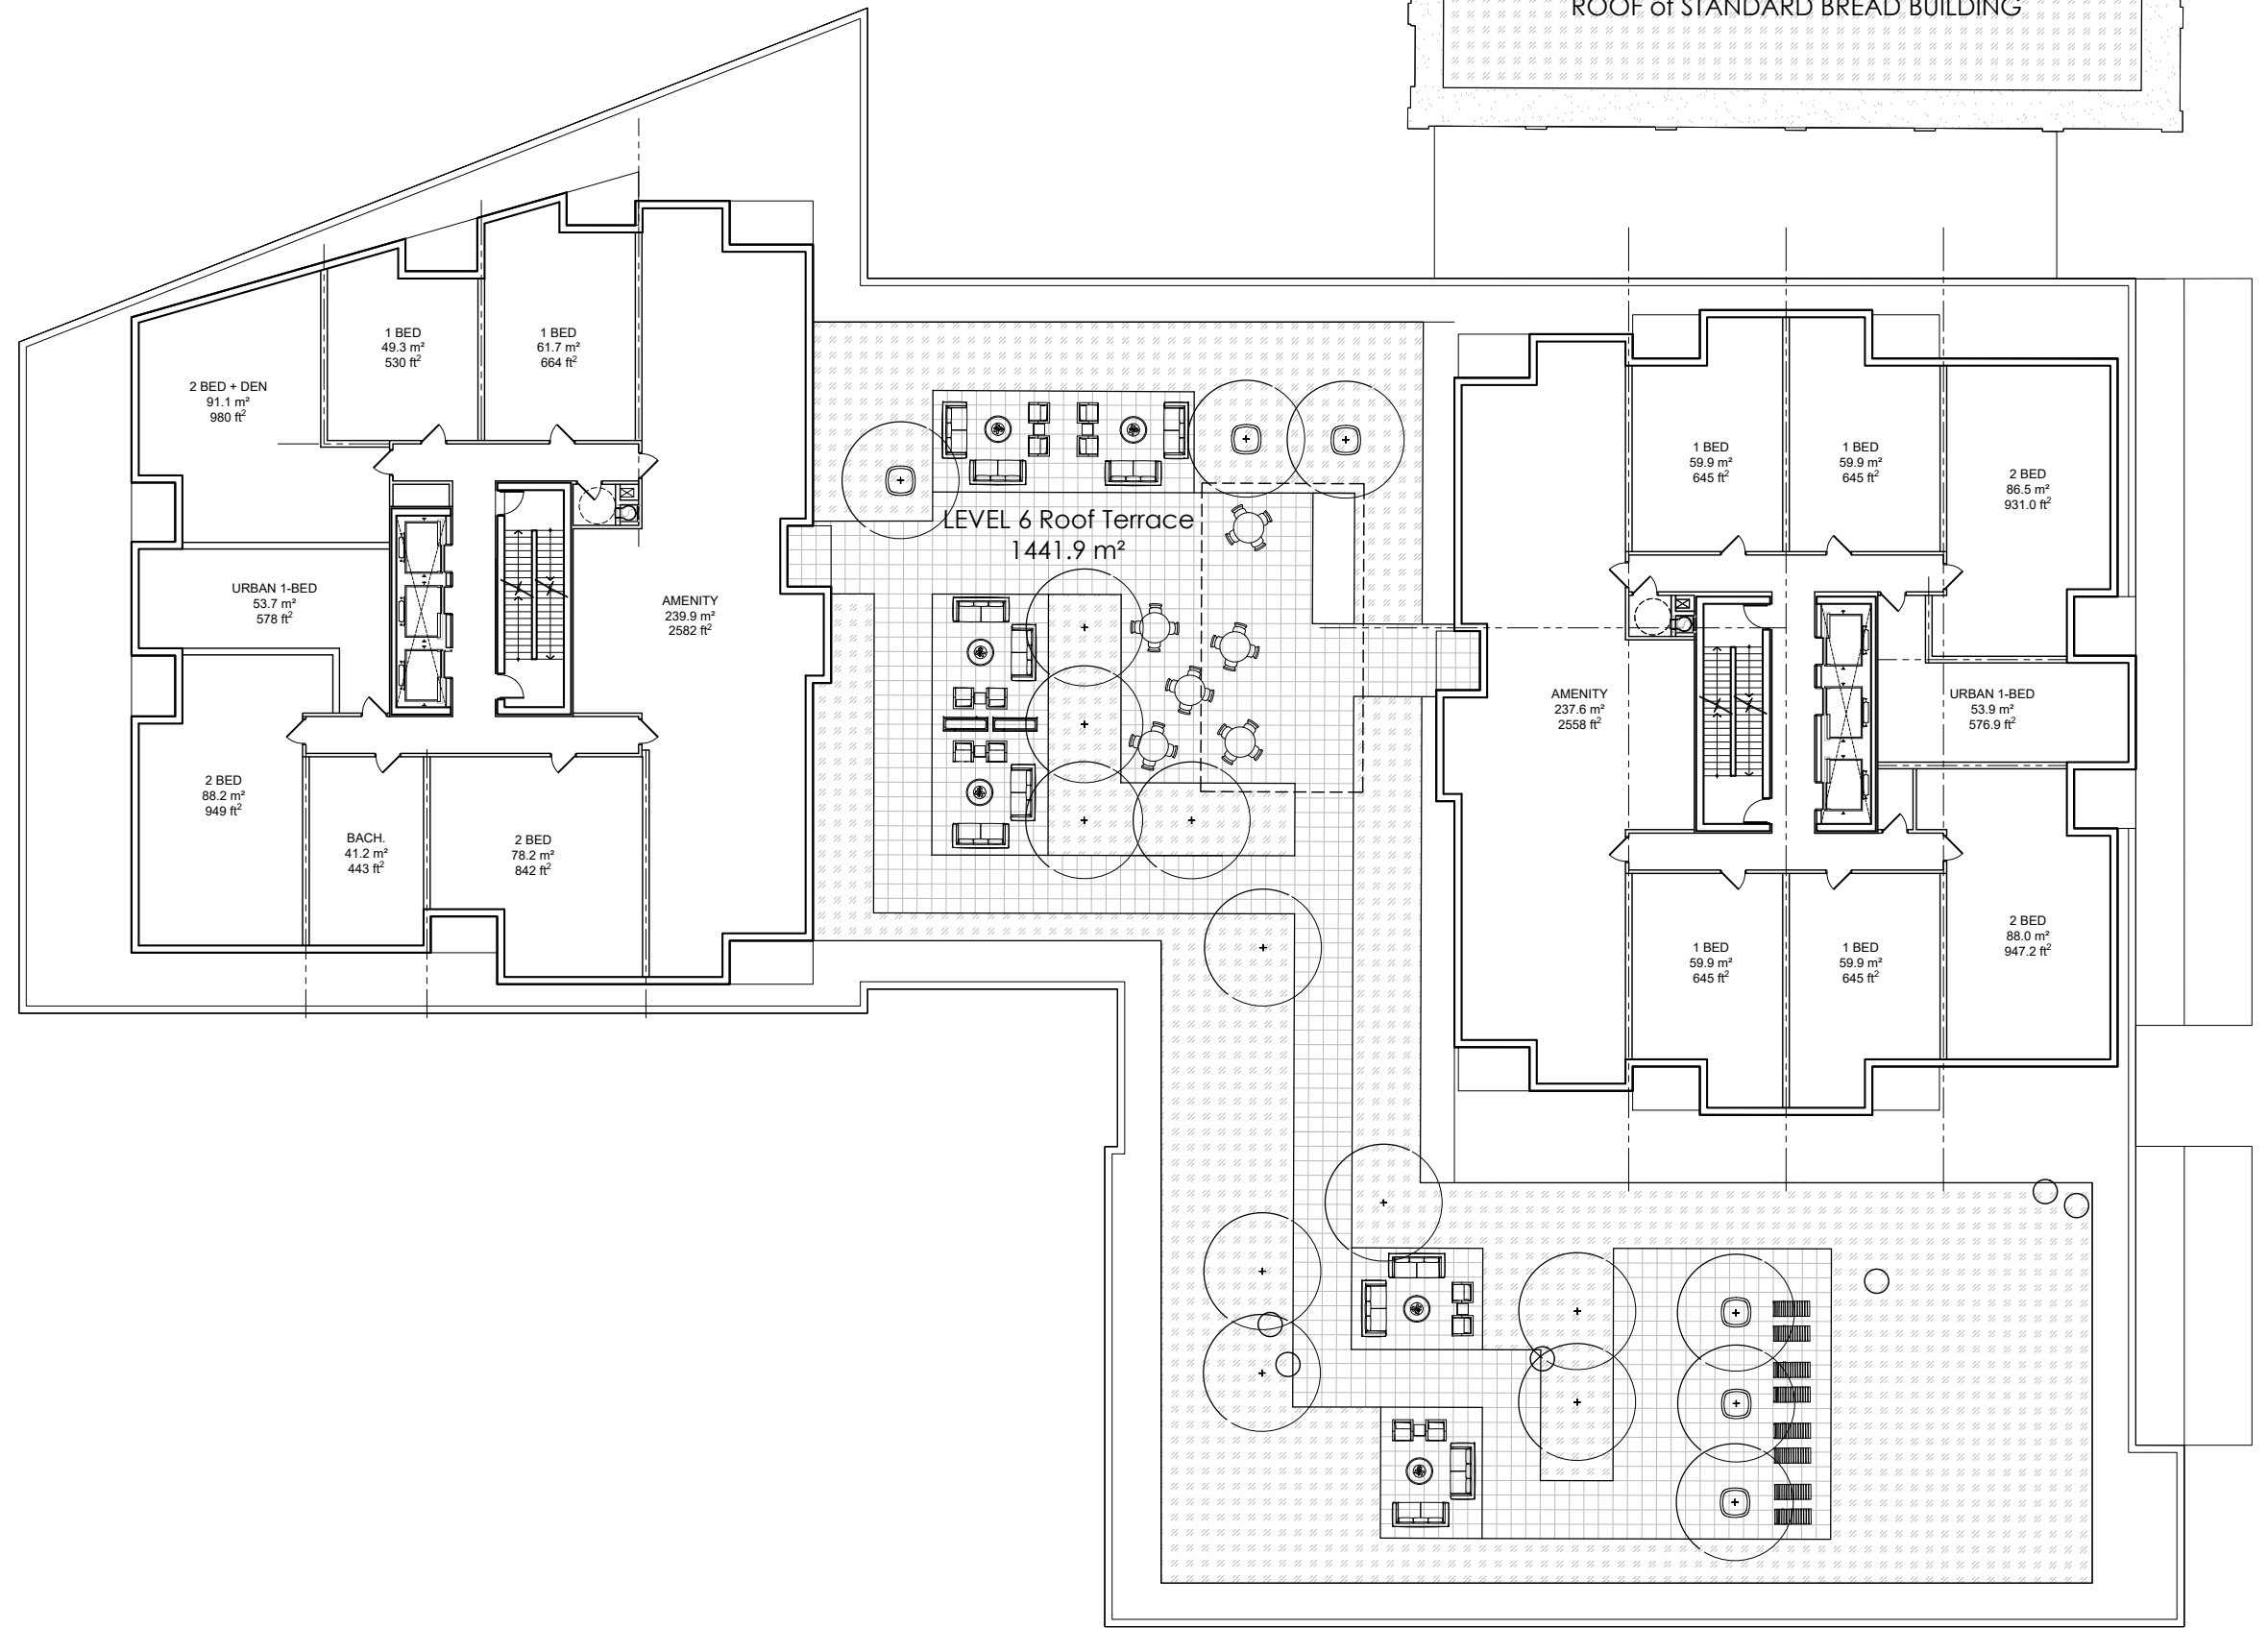 ROOF of STANDARD BREAD BUILDING
1 BED
49.3 m²
530 ft²
1 BED
61.7 m²
664 ft²
2 BED + DEN
91.1 m²
980 ft²
URBAN 1-BED
53.7 m²
578 ft²
AMENITY
239.9 m²
2582 ft²
2 BED
88.2 m²
949 ft²
BACH.
41.2 m²
443 ft²
2 BED
78.2 m²
842 ft²
LEVEL 6 Roof Terrace
1441.9 m²
1 BED
59.9 m²
645 ft²
1 BED
59.9 m²
645 ft²
2 BED
86.5 m²
931.0 ft²
AMENITY
237.6 m²
2558 ft²
URBAN 1-BED
53.9 m²
576.9 ft²
1 BED
59.9 m²
645 ft²
1 BED
59.9 m²
645 ft²
2 BED
88.0 m²
947.2 ft²